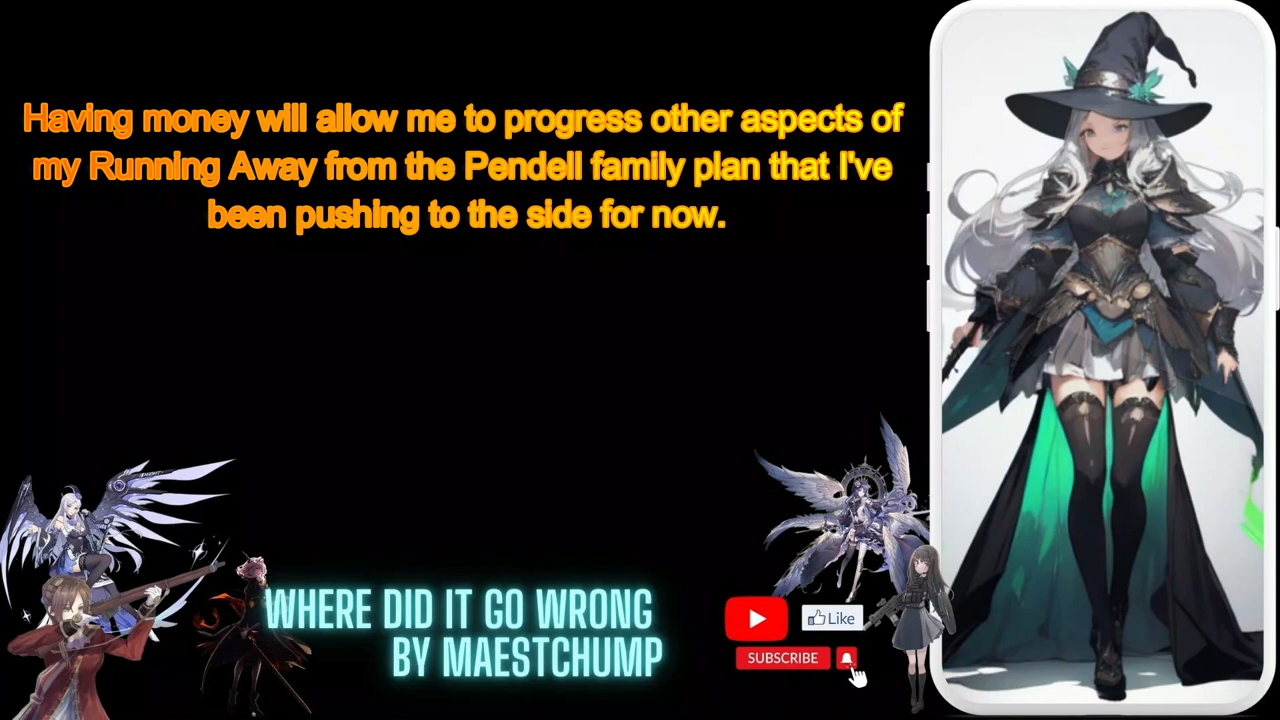 Having money will allow me to progress other aspects of
my Running Away from the Pendell family plan that I've
been pushing to the side for now.
WHERE DID IT GO WRONG
BY MAESTCHUMP
Like
SUBSCRIBE